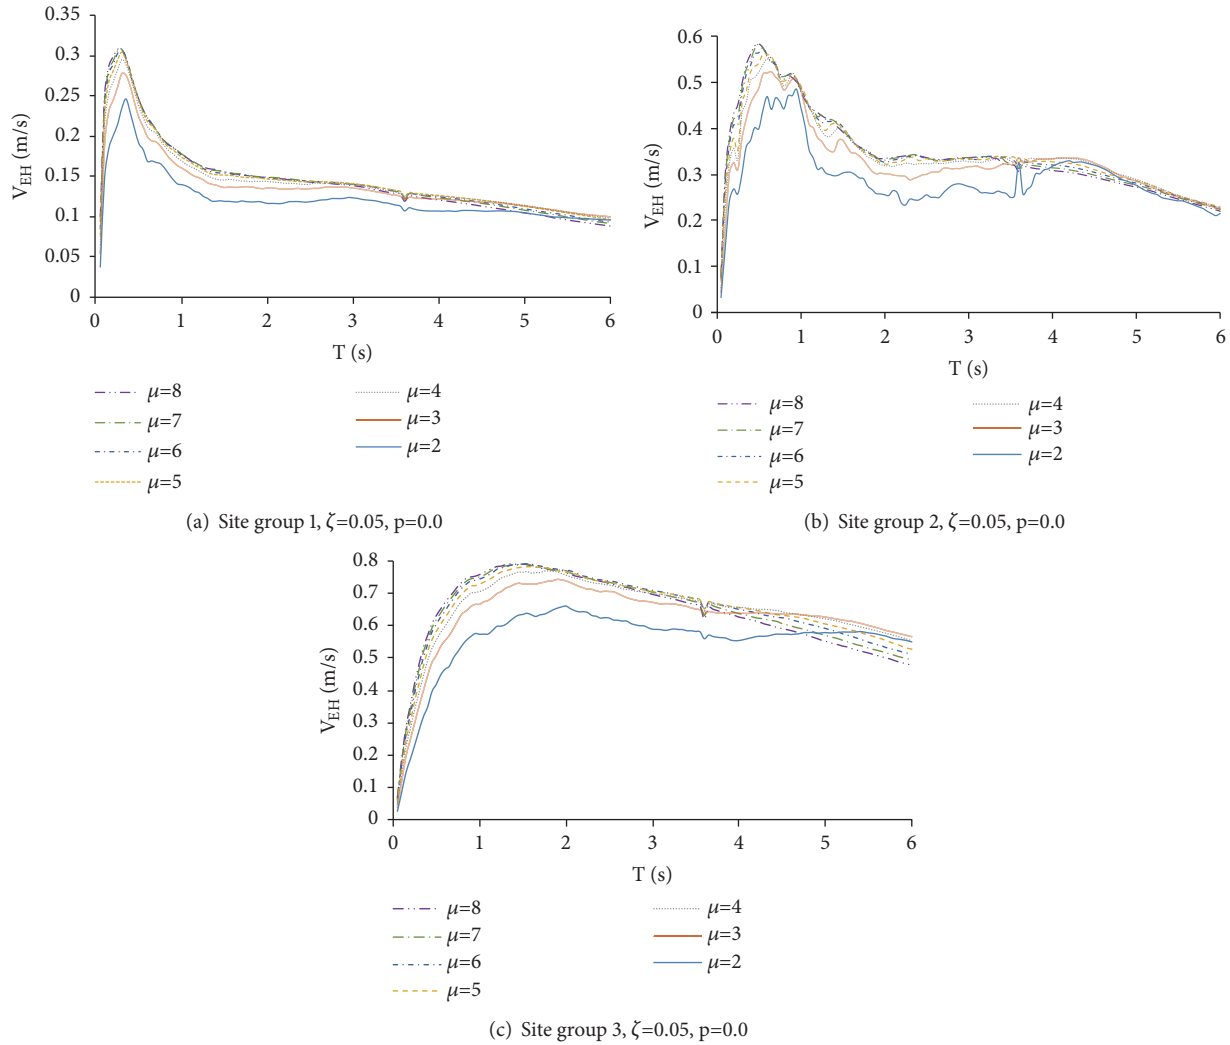 0.35
0.3
0.25
0.2
0.15
0.1
0.05
0
V_EH (m/s)
0 1 2 3 4 5 6
T (s)
μ=8
μ=7
μ=6
μ=5
μ=4
μ=3
μ=2
(a) Site group 1, ζ=0.05, p=0.0
0.6
0.5
0.4
0.3
0.2
0.1
0
V_EH (m/s)
0 1 2 3 4 5 6
T (s)
μ=8
μ=7
μ=6
μ=5
μ=4
μ=3
μ=2
(b) Site group 2, ζ=0.05, p=0.0
0.8
0.7
0.6
0.5
0.4
0.3
0.2
0.1
0
V_EH (m/s)
0 1 2 3 4 5 6
T (s)
μ=8
μ=7
μ=6
μ=5
μ=4
μ=3
μ=2
(c) Site group 3, ζ=0.05, p=0.0